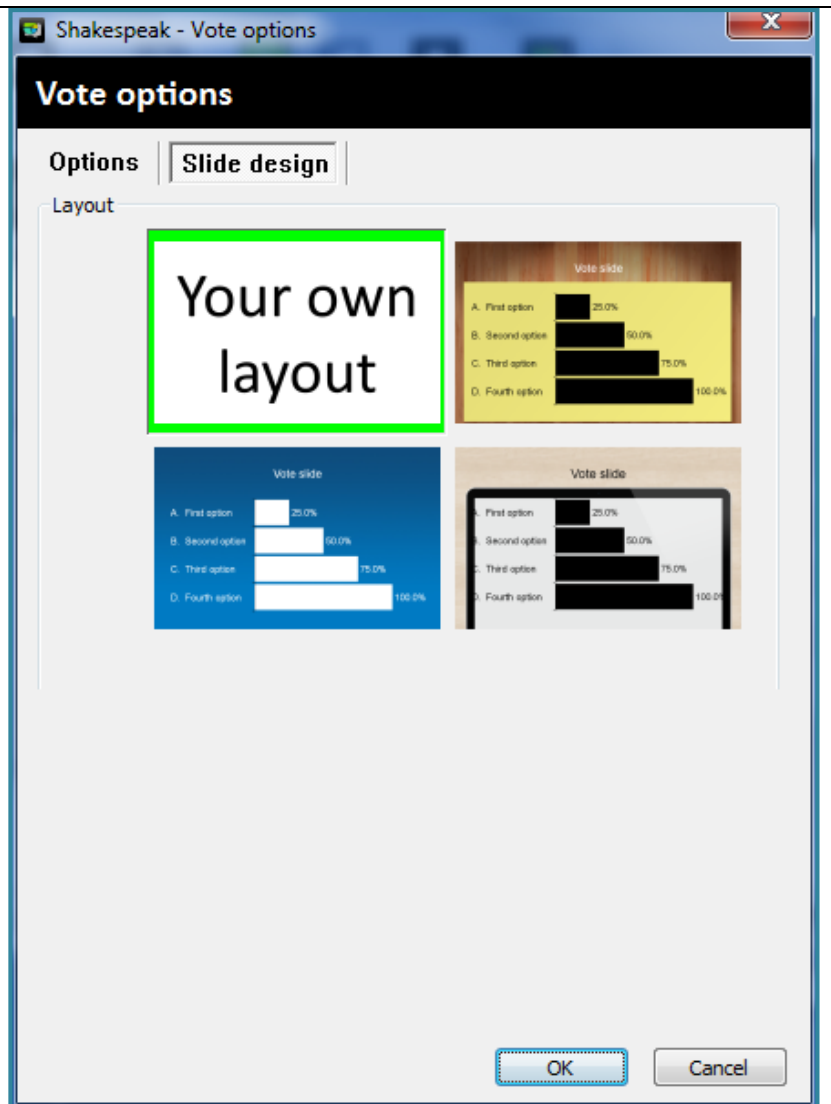 Shakespeak - Vote options
Vote options
Options
Slide design
Layout
Your own
layout
Vote slide
A. First option 25.0%
B. Second option 50.0%
C. Third option 75.0%
D. Fourth option 100.0%
Vote slide
A. First option 25.0%
B. Second option 50.0%
C. Third option 75.0%
D. Fourth option 100.0%
Vote slide
. First option 25.0%
. Second option 50.0%
. Third option 75.0%
. Fourth option 100.0
OK
Cancel